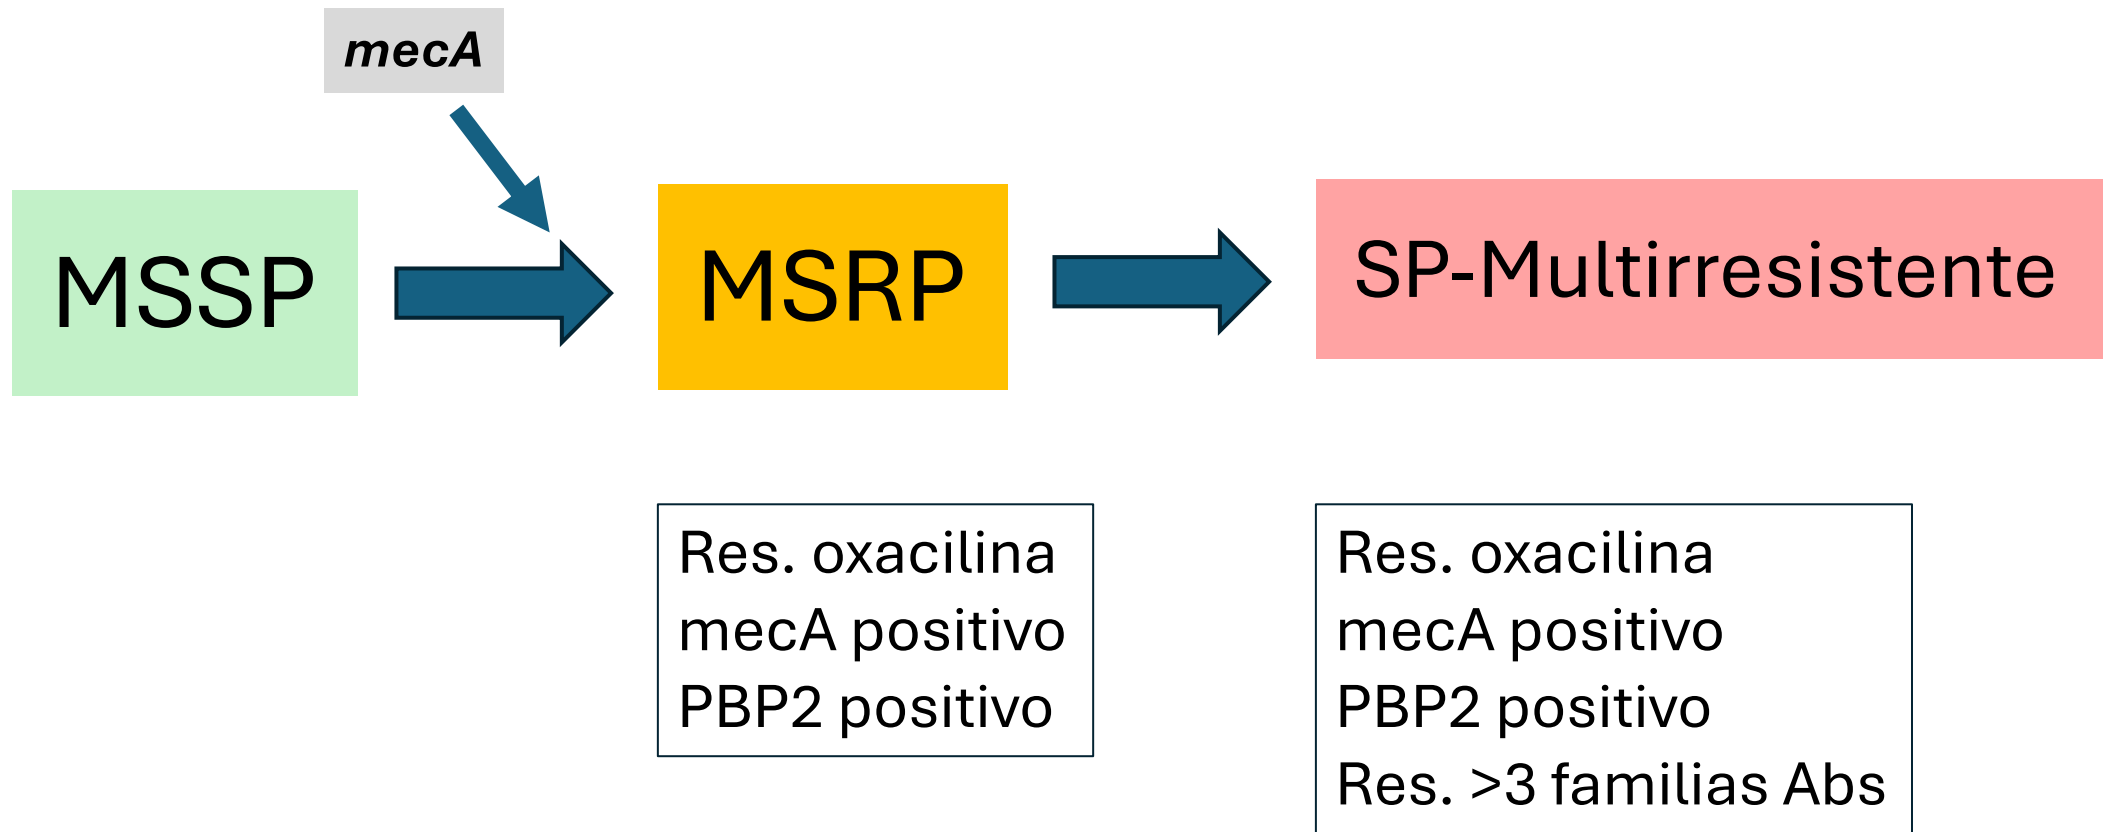 mecA
MSSP
MSRP
SP-Multirresistente
Res. oxacilina
mecA positivo
PBP2 positivo
Res. oxacilina
mecA positivo
PBP2 positivo
Res. >3 familias Abs